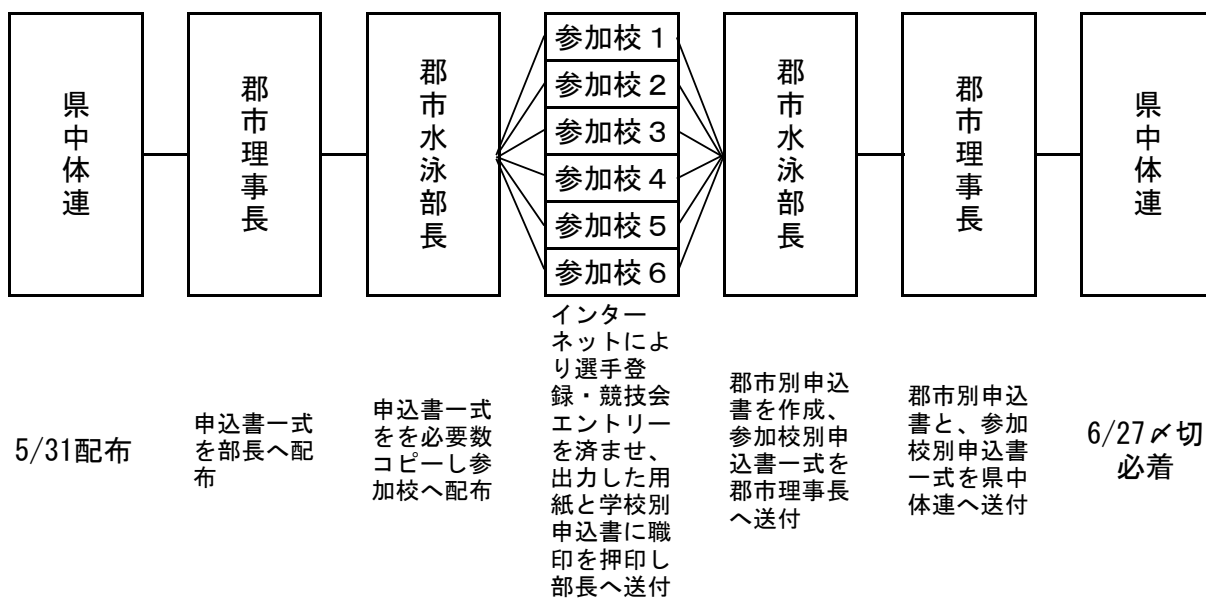 県中体連
郡市理事長
郡市水泳部長
参加校１
参加校２
参加校３
参加校４
参加校５
参加校６
郡市水泳部長
郡市理事長
県中体連
5/31配布
申込書一式
を部長へ配
布
申込書一式
をを必要数
コピーし参
加校へ配布
インター
ネットによ
り選手登
録・競技会
エントリー
を済ませ、
出力した用
紙と学校別
申込書に職
印を押印し
部長へ送付
郡市別申込
書を作成、
参加校別申
込書一式を
郡市理事長
へ送付
郡市別申込
書と、参加
校別申込書
一式を県中
体連へ送付
6/27〆切
必着